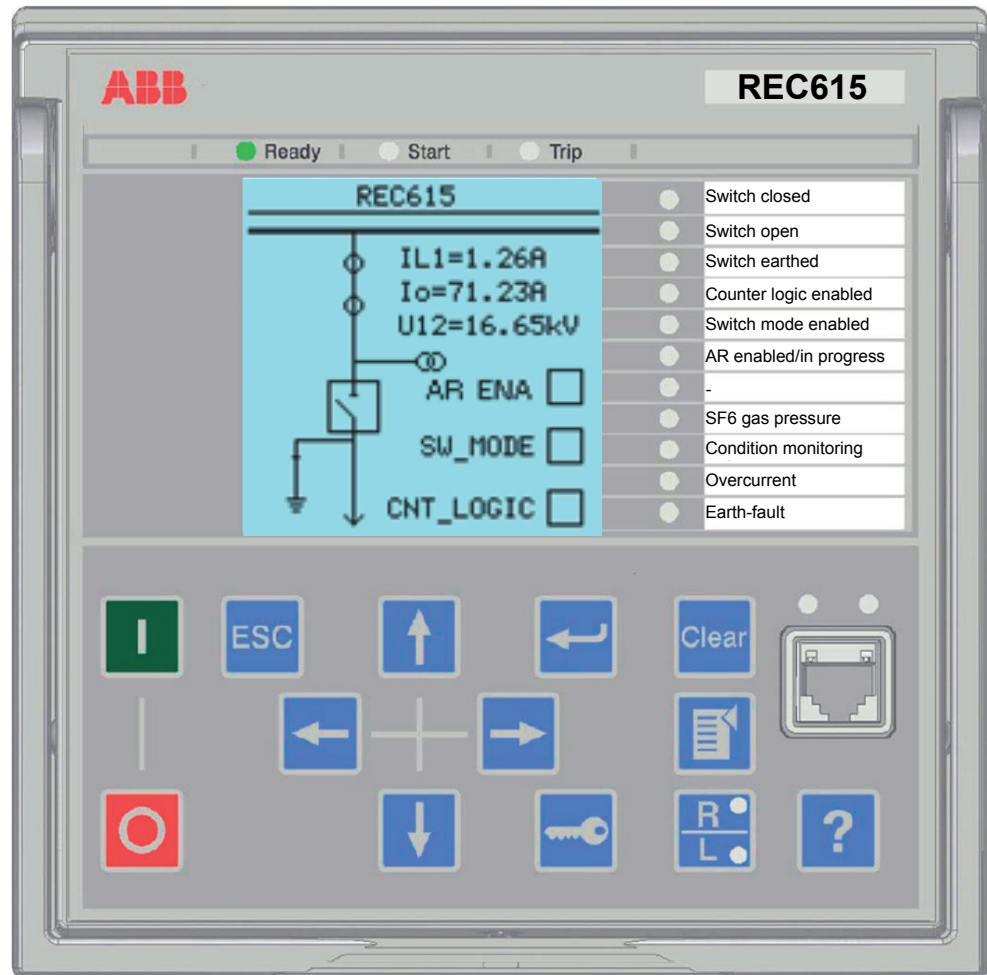 ABB
REC615
Ready Start Trip
REC615
IL1=1.26A
Io=71.23A
U12=16.65kV
AR ENA
SW_MODE
CNT_LOGIC
Switch closed
Switch open
Switch earthed
Counter logic enabled
Switch mode enabled
AR enabled/in progress
-
SF6 gas pressure
Condition monitoring
Overcurrent
Earth-fault
I
ESC
Clear
O
R
L
?